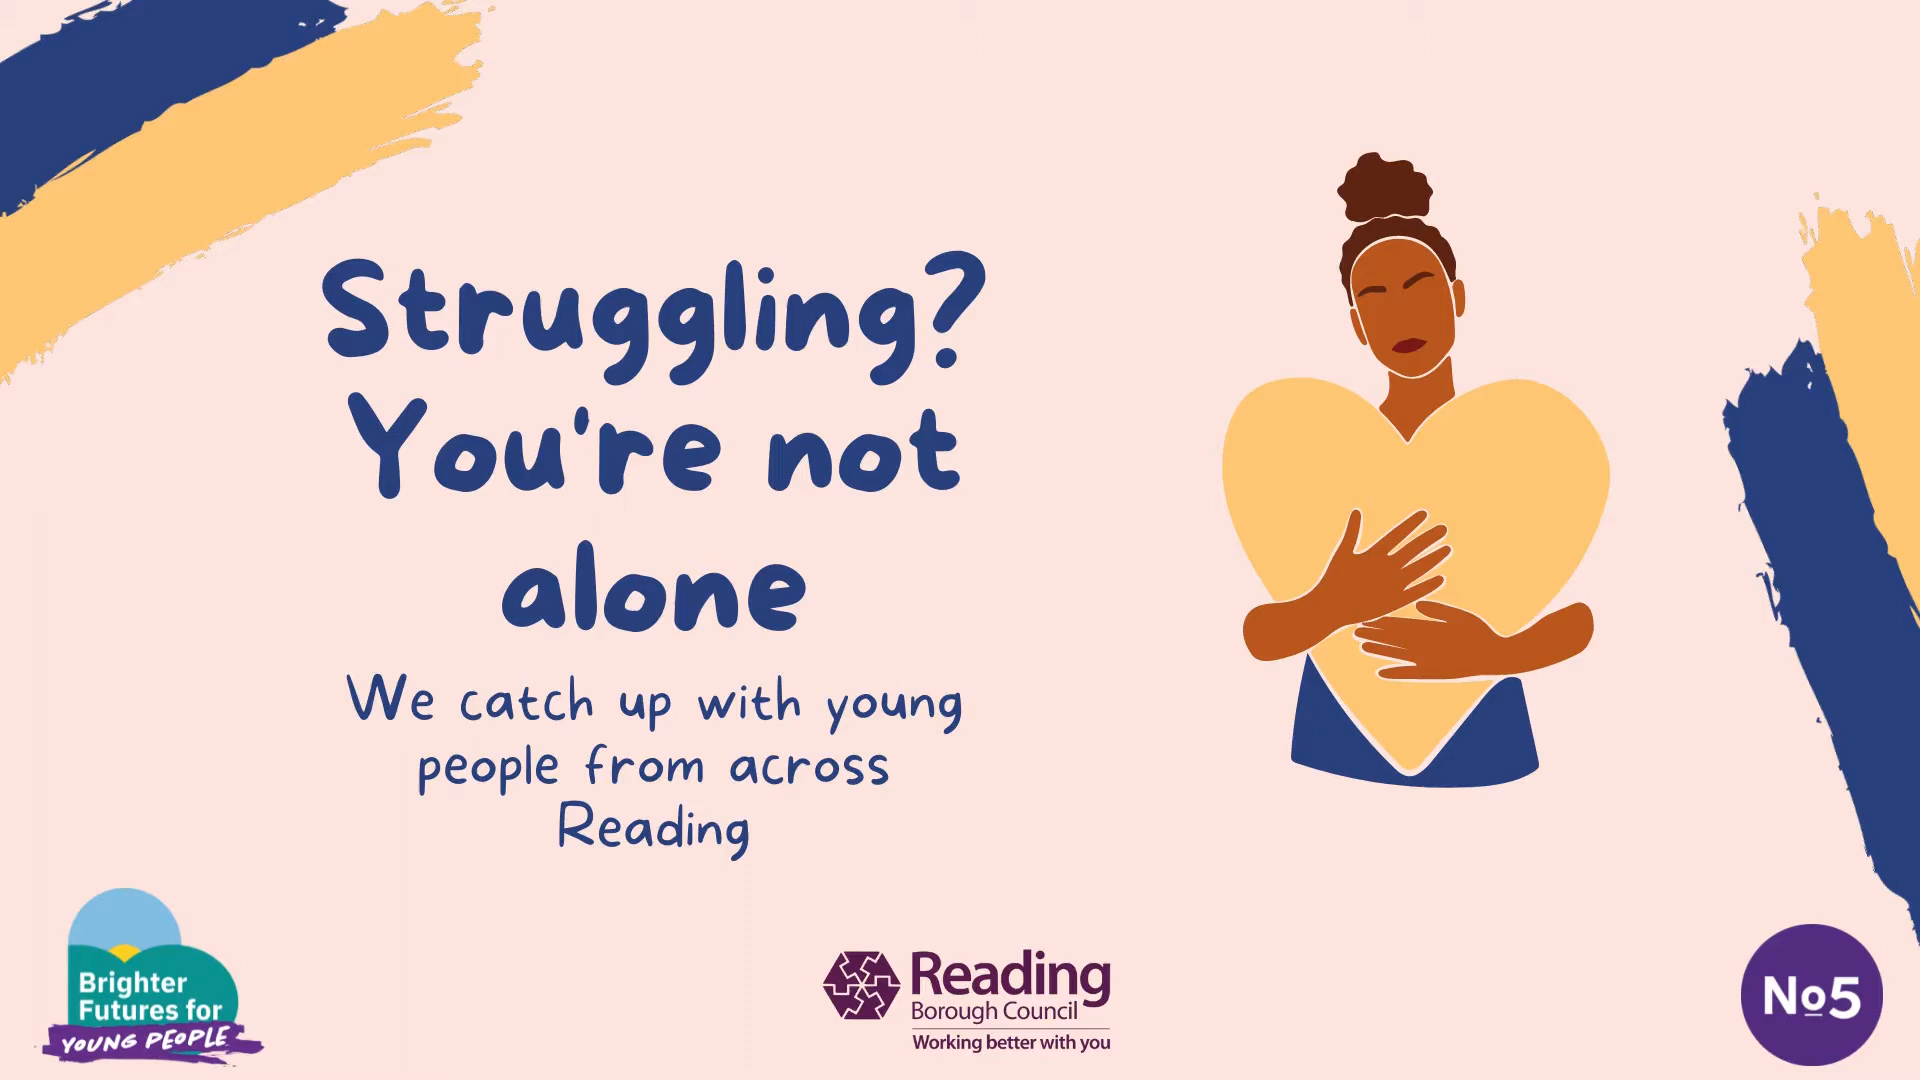 Struggling?
You're not
alone
We catch up with young
people from across
Reading
Brighter
Futures for
YOUNG PEOPLE
Reading
Borough Council
Working better with you
No5